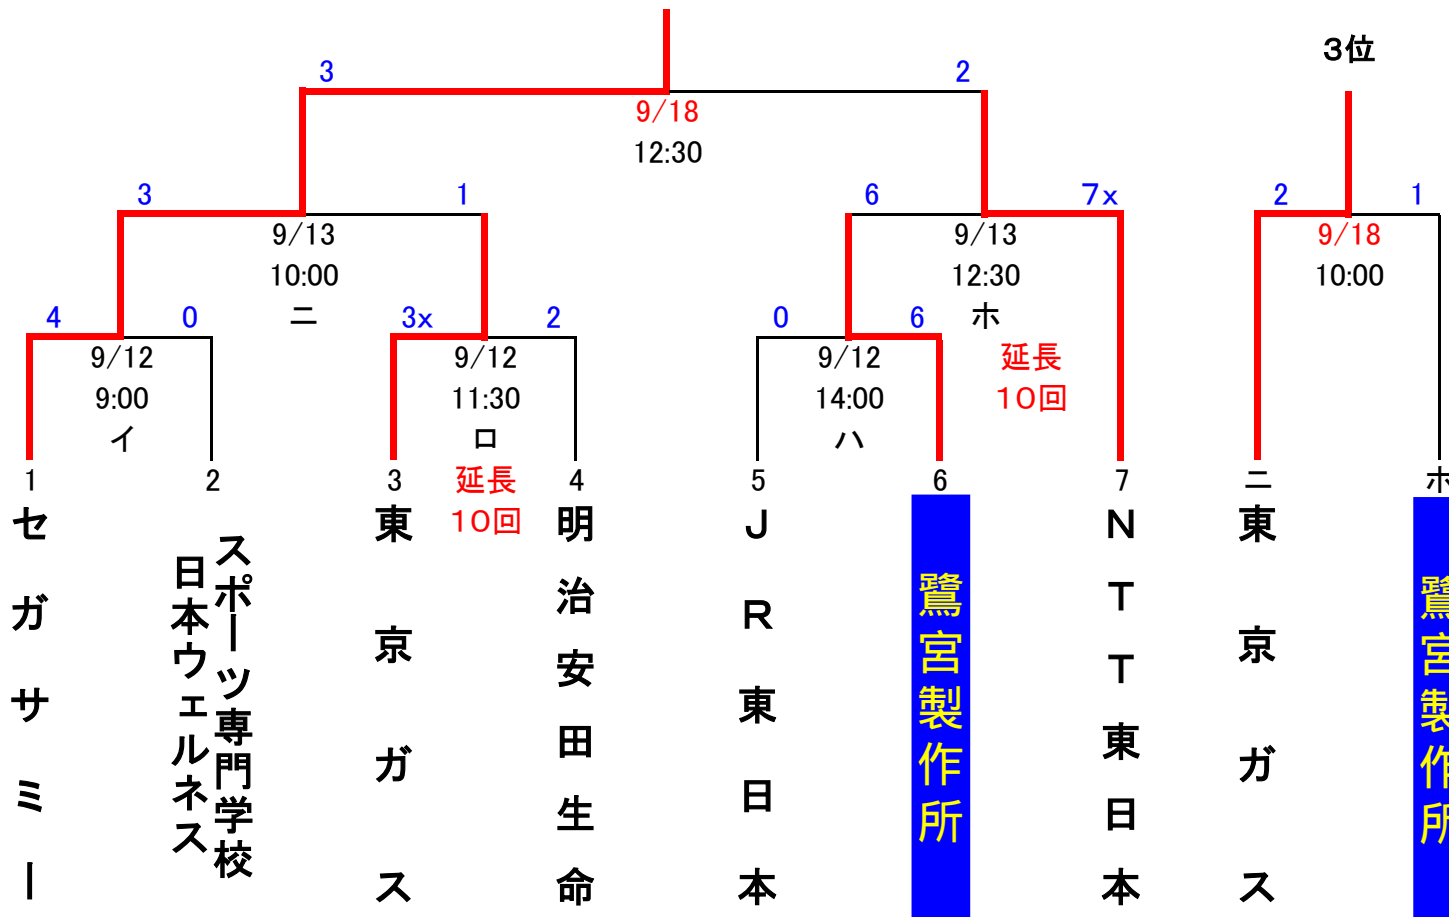 3位
3
2
9/18
12:30
3
1
6
7x
2
1
9/13
10:00
ニ
9/13
12:30
ホ
9/18
10:00
4
0
3x
2
0
6
9/12
9:00
イ
9/12
11:30
ロ
9/12
14:00
ハ
延長
10回
延長
10回
1
2
3
4
5
6
7
ニ
ホ
セガサミー
日本ウェルネス
スポーツ専門学校
東京ガス
明治安田生命
JR東日本
鷺宮製作所
NTT東日本
東京ガス
鷺宮製作所